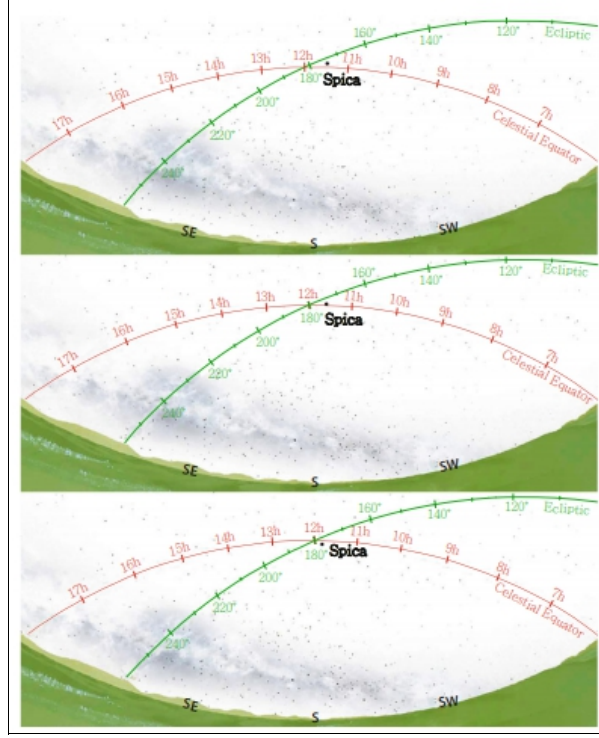 160° 140° 120° Ecliptic
17h 16h 15h 14h 13h 12h 11h 10h 9h 8h 7h
180° Spica
200°
220°
Celestial Equator
240°
SE S SW
160° 140° 120° Ecliptic
17h 16h 15h 14h 13h 12h 11h 10h 9h 8h 7h
180° Spica
200°
220°
Celestial Equator
240°
SE S SW
160° 140° 120° Ecliptic
17h 16h 15h 14h 13h 12h 11h 10h 9h 8h 7h
180° Spica
200°
220°
Celestial Equator
240°
SE S SW